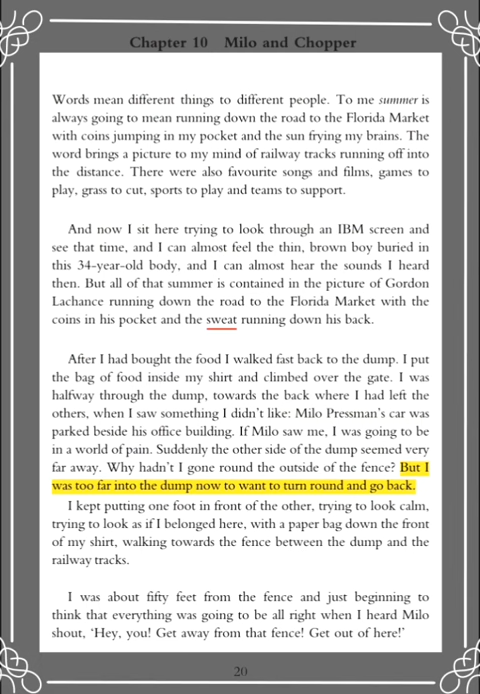 Chapter 10 Milo and Chopper
Words mean different things to different people. To me summer is
always going to mean running down the road to the Florida Market
with coins jumping in my pocket and the sun frying my brains. The
word brings a picture to my mind of railway tracks running off into
the distance. There were also favourite songs and films, games to
play, grass to cut, sports to play and teams to support.
And now I sit here trying to look through an IBM screen and
see that time, and I can almost feel the thin, brown boy buried in
this 34-year-old body, and I can almost hear the sounds I heard
then. But all of that summer is contained in the picture of Gordon
Lachance running down the road to the Florida Market with the
coins in his pocket and the sweat running down his back.
After I had bought the food I walked fast back to the dump. I put
the bag of food inside my shirt and climbed over the gate. I was
halfway through the dump, towards the back where I had left the
others, when I saw something I didn't like: Milo Pressman's car was
parked beside his office building. If Milo saw me, I was going to be
in a world of pain. Suddenly the other side of the dump seemed very
far away. Why hadn't I gone round the outside of the fence? But I
was too far into the dump now to want to turn round and go back.
I kept putting one foot in front of the other, trying to look calm,
trying to look as if I belonged here, with a paper bag down the front
of my shirt, walking towards the fence between the dump and the
railway tracks.
I was about fifty feet from the fence and just beginning to
think that everything was going to be all right when I heard Milo
shout, 'Hey, you! Get away from that fence! Get out of here!'
20